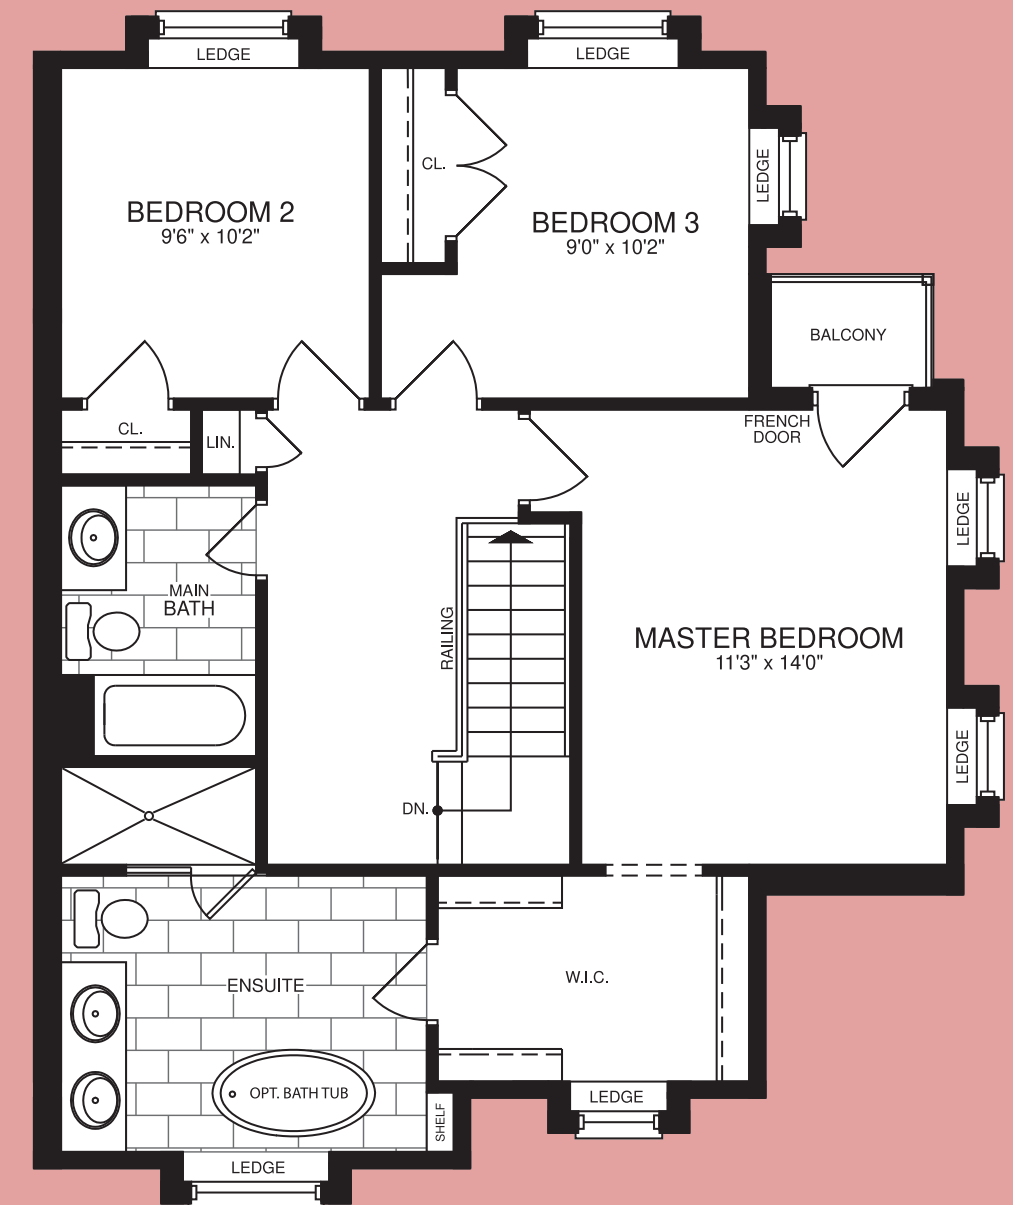 LEDGE
LEDGE
CL.
LEDGE
BEDROOM 2
9'6" x 10'2"
BEDROOM 3
9'0" x 10'2"
BALCONY
FRENCH
DOOR
CL.
LIN.
LEDGE
MAIN
BATH
RAILING
MASTER BEDROOM
11'3" x 14'0"
LEDGE
DN.
W.I.C.
ENSUITE
OPT. BATH TUB
LEDGE
SHELF
LEDGE